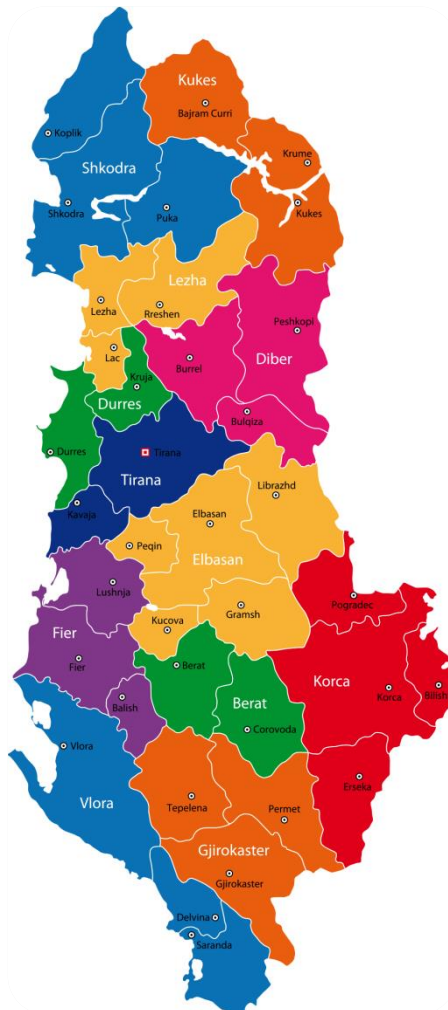 Kukes
Bajram Curri
Koplik
Krume
Shkodra
Shkodra
Puka
Kukes
Lezha
Lezha
Rreshen
Peshkopi
Lac
Burrel
Diber
Kruja
Durres
Bulqiza
Durres
Tirana
Tirana
Librazhd
Kavaja
Elbasan
Peqin
Elbasan
Lushnja
Pogradec
Gramsh
Kucova
Fier
Fier
Berat
Korca
Korca
Bilish
Balish
Berat
Corovoda
Vlora
Erseka
Vlora
Tepelena
Permet
Gjirokaster
Gjirokaster
Delvina
Saranda